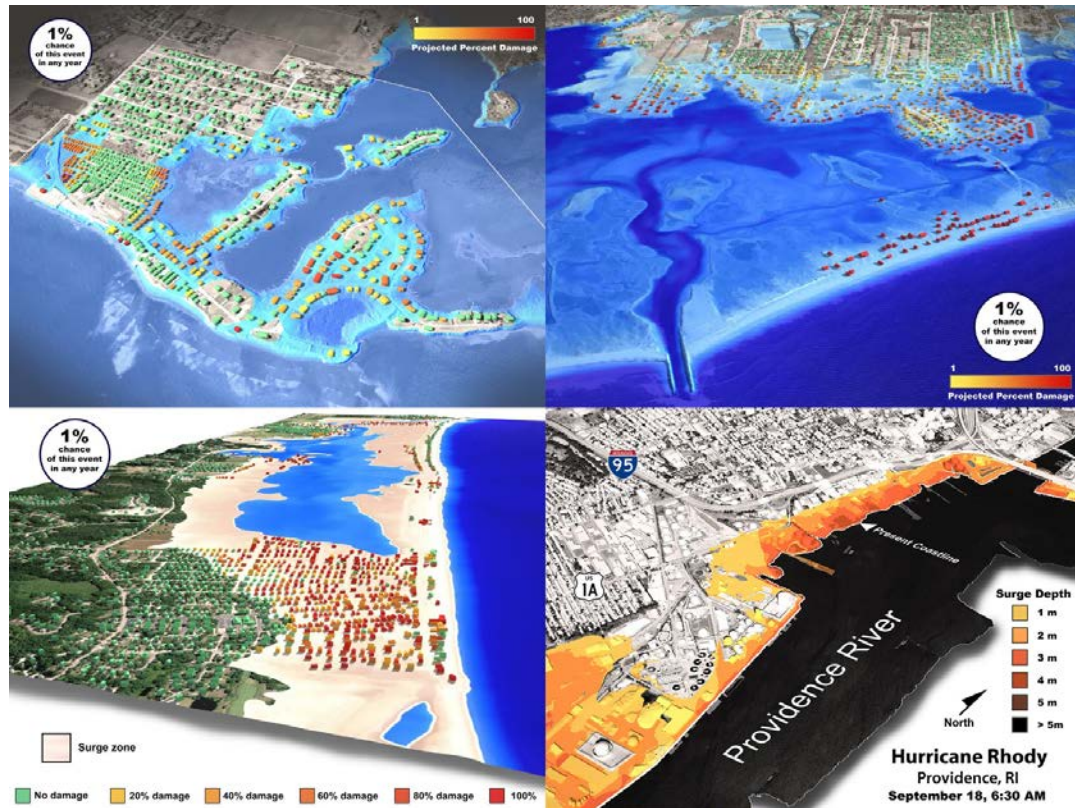 1%
chance
of this event
in any year
1
100
Projected Percent Damage
1%
chance
of this event
in any year
1
100
Projected Percent Damage
1%
chance
of this event
in any year
Surge zone
No damage
20% damage
40% damage
60% damage
80% damage
100%
95
US
1A
Present Coastline
Providence River
Surge Depth
1 m
2 m
3 m
4 m
5 m
> 5m
North
Hurricane Rhody
Providence, RI
September 18, 6:30 AM